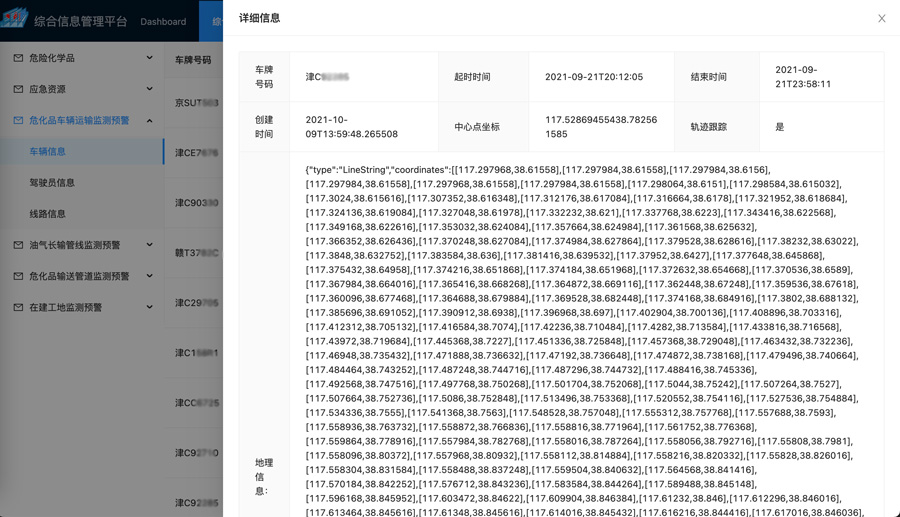 综合信息管理平台 Dashboard 综
危险化学品
应急资源
危化品车辆运输监测预警
车辆信息
驾驶员信息
线路信息
油气长输管线监测预警
危化品输送管道监测预警
在建工地监测预警
车牌号码
京SUT
津CE7
津C90
赣T37
津C29
津C1
津CC
津C9
津C92
详细信息
车牌号码 津C 起时时间 2021-09-21T20:12:05 结束时间 2021-09-21T23:58:11
创建时间 2021-10-09T13:59:48.265508 中心点坐标 117.52869455438.782561585 轨迹跟踪 是
地理信息：
{"type":"LineString","coordinates":[[117.297968,38.61558],[117.297984,38.61558],[117.297984,38.6156],
[117.297984,38.61558],[117.297968,38.61558],[117.297984,38.61558],[117.298064,38.6151],[117.298584,38.615032],
[117.3024,38.615616],[117.307352,38.616348],[117.312176,38.617084],[117.316664,38.6178],[117.321952,38.618684],
[117.324136,38.619084],[117.327048,38.61978],[117.332232,38.621],[117.337768,38.6223],[117.343416,38.622568],
[117.349168,38.622616],[117.353032,38.624084],[117.357664,38.624984],[117.361568,38.625632],
[117.366352,38.626436],[117.370248,38.627084],[117.374984,38.627864],[117.379528,38.628616],[117.38232,38.63022],
[117.3848,38.632752],[117.383584,38.636],[117.381416,38.639532],[117.37952,38.6427],[117.377648,38.645868],
[117.375432,38.64958],[117.374216,38.651868],[117.374184,38.651968],[117.372632,38.654668],[117.370536,38.6589],
[117.367984,38.664016],[117.365416,38.668268],[117.364872,38.669116],[117.362448,38.67248],[117.359536,38.67618],
[117.360096,38.677468],[117.364688,38.679884],[117.369528,38.682448],[117.374168,38.684916],[117.3802,38.688132],
[117.385696,38.691052],[117.390912,38.6938],[117.396968,38.697],[117.402904,38.700136],[117.408896,38.703316],
[117.412312,38.705132],[117.416584,38.7074],[117.42236,38.710484],[117.4282,38.713584],[117.433816,38.716568],
[117.43972,38.719684],[117.445368,38.7227],[117.451336,38.725848],[117.457368,38.729048],[117.463432,38.732236],
[117.46948,38.735432],[117.471888,38.736632],[117.47192,38.736648],[117.474872,38.738168],[117.479496,38.740664],
[117.484464,38.743252],[117.487248,38.744716],[117.487296,38.744732],[117.488416,38.745336],
[117.492568,38.747516],[117.497768,38.750268],[117.501704,38.752068],[117.5044,38.75242],[117.507264,38.7527],
[117.507664,38.752736],[117.5086,38.752848],[117.513496,38.753368],[117.520552,38.754116],[117.527536,38.754884],
[117.534336,38.7555],[117.541368,38.7563],[117.548528,38.757048],[117.555312,38.757768],[117.557688,38.7593],
[117.558936,38.763732],[117.558872,38.766836],[117.558816,38.771964],[117.561752,38.776368],
[117.559864,38.778916],[117.557984,38.782768],[117.558016,38.787264],[117.558056,38.792716],[117.55808,38.7981],
[117.558096,38.80372],[117.557968,38.80932],[117.558112,38.814884],[117.558216,38.820332],[117.55828,38.826016],
[117.558304,38.831584],[117.558488,38.837248],[117.559504,38.840632],[117.564568,38.841416],
[117.570184,38.842252],[117.576712,38.843236],[117.583584,38.844264],[117.589488,38.845148],
[117.596168,38.845952],[117.603472,38.84622],[117.609904,38.846384],[117.61232,38.846],[117.612296,38.846016],
[117.613464,38.845616],[117.61348,38.845616],[117.614016,38.845432],[117.616216,38.844416],[117.617016,38.846036],